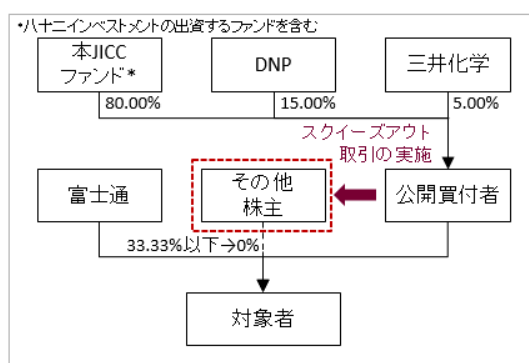 *八十二インベストメントの出資するファンドを含む
本JICC
ファンド*
DNP
三井化学
80.00%
15.00%
5.00%
スクイーズアウト
取引の実施
富士通
その他
株主
公開買付者
33.33%以下→0%
対象者